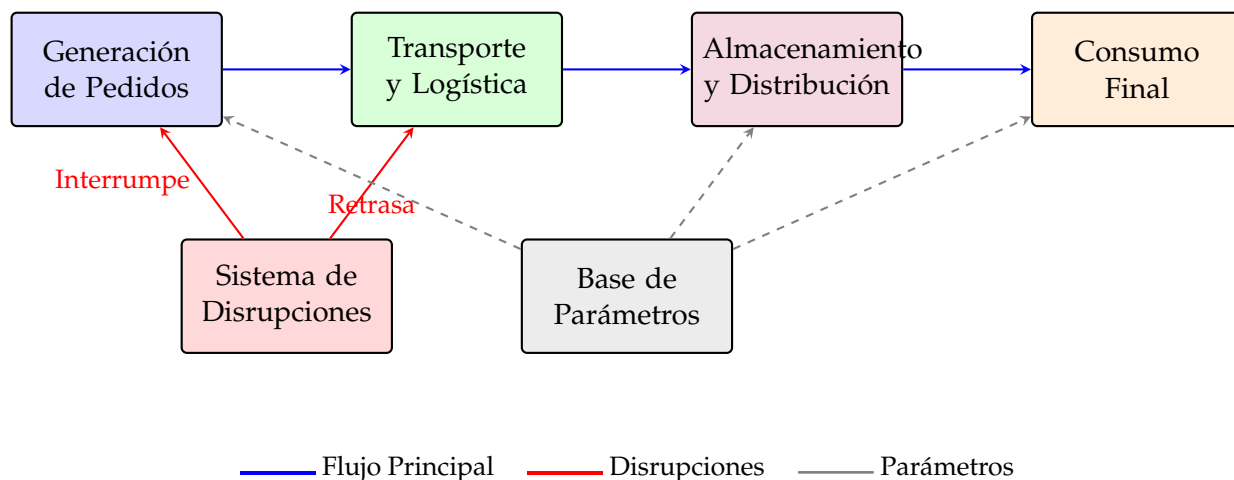 Generación
de Pedidos
Transporte
y Logística
Almacenamiento
y Distribución
Consumo
Final
Interrumpe
Retrasa
Sistema de
Disrupciones
Base de
Parámetros
Flujo Principal
Disrupciones
Parámetros